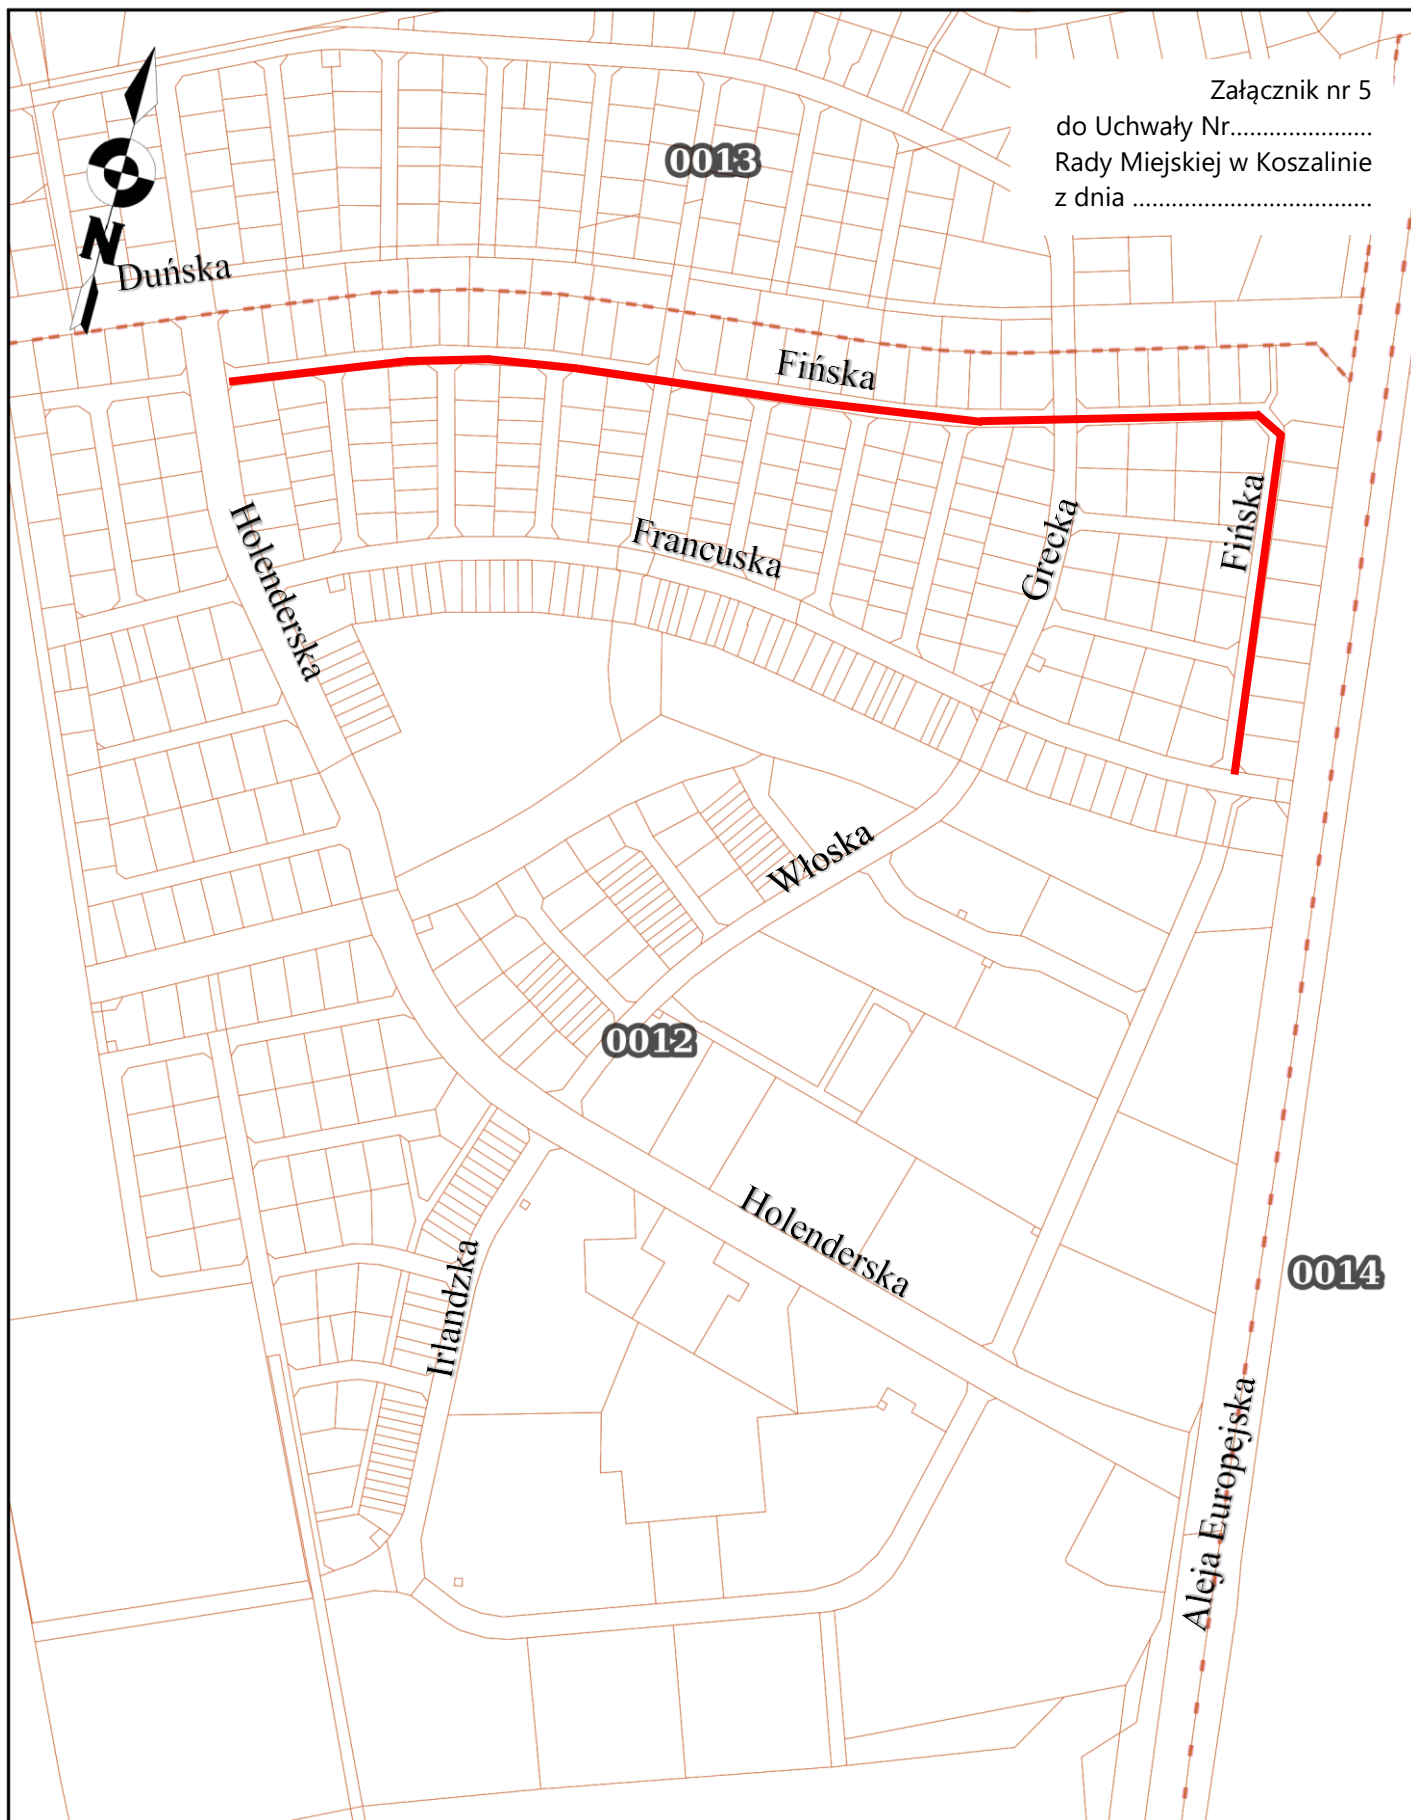 Załącznik nr 5
do Uchwały Nr......................
Rady Miejskiej w Koszalinie
z dnia .....................................
0013
N
Duńska
Fińska
Fińska
Holenderska
Francuska
Grecka
Włoska
0012
Holenderska
Irlandzka
0014
Aleja Europejska